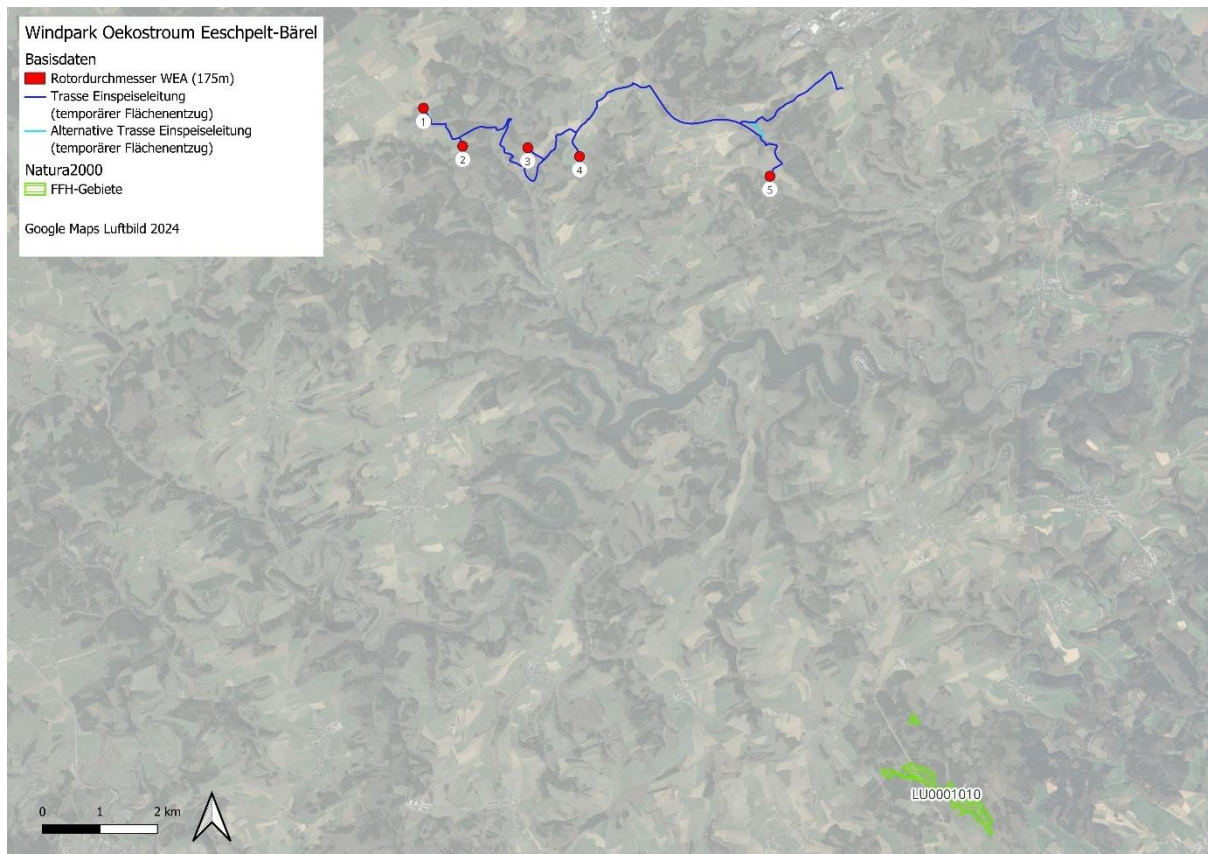 Windpark Oekostroum Eeschpelt-Bärel
Basisdaten
Rotordurchmesser WEA (175m)
Trasse Einspeiseleitung
(temporärer Flächenentzug)
Alternative Trasse Einspeiseleitung
(temporärer Flächenentzug)
Natura2000
FFH-Gebiete
Google Maps Luftbild 2024
1
2
3
4
5
LU0001010
0 1 2 km